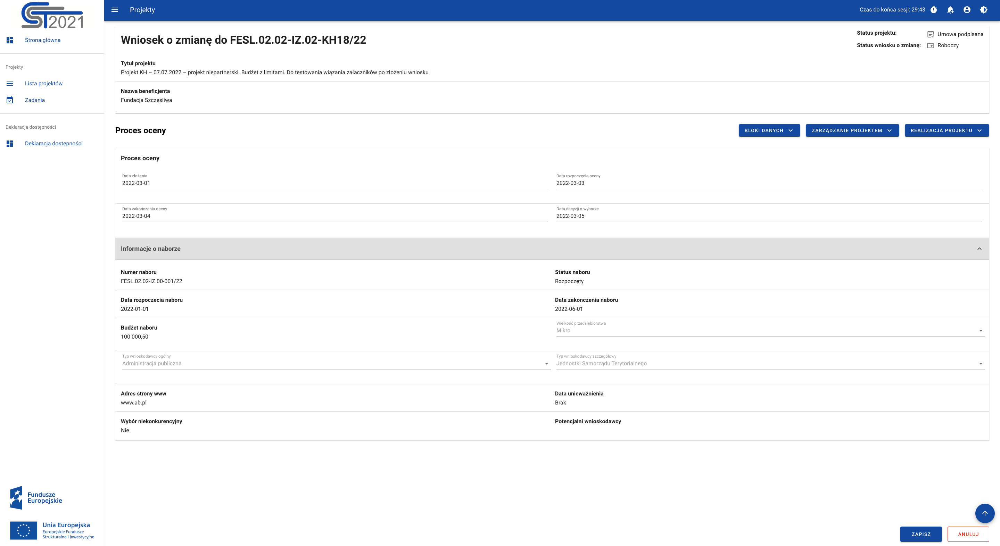 SST2021
Projekty
Czas do końca sesji: 29:43
Strona główna
Projekty
Lista projektów
Zadania
Deklaracja dostępności
Deklaracja dostępności
Wniosek o zmianę do FESL.02.02-IZ.02-KH18/22
Status projektu: Umowa podpisana
Status wniosku o zmianę: Roboczy
Tytuł projektu
Projekt KH – 07.07.2022 – projekt niepartnerski. Budżet z limitami. Do testowania wiązania załaczników po złożeniu wniosku
Nazwa beneficjenta
Fundacja Szczęśliwa
Proces oceny
BLOKI DANYCH
ZARZĄDZANIE PROJEKTEM
REALIZACJA PROJEKTU
Proces oceny
Data złożenia
2022-03-01
Data rozpoczęcia oceny
2022-03-03
Data zakończenia oceny
2022-03-04
Data decyzji o wyborze
2022-03-05
Informacje o naborze
Numer naboru
FESL.02.02-IZ.00-001/22
Status naboru
Rozpoczęty
Data rozpoczecia naboru
2022-01-01
Data zakonczenia naboru
2022-06-01
Budżet naboru
100 000,50
Wielkość przedsiębiorstwa
Mikro
Typ wnioskodawcy ogólny
Administracja publiczna
Typ wnioskodawcy szczegółowy
Jednostki Samorządu Terytorialnego
Adres strony www
www.ab.pl
Data unieważnienia
Brak
Wybór niekonkurencyjny
Nie
Potencjalni wnioskodawcy
Fundusze
Europejskie
Unia Europejska
Europejskie Fundusze
Strukturalne i Inwestycyjne
ZAPISZ
ANULUJ